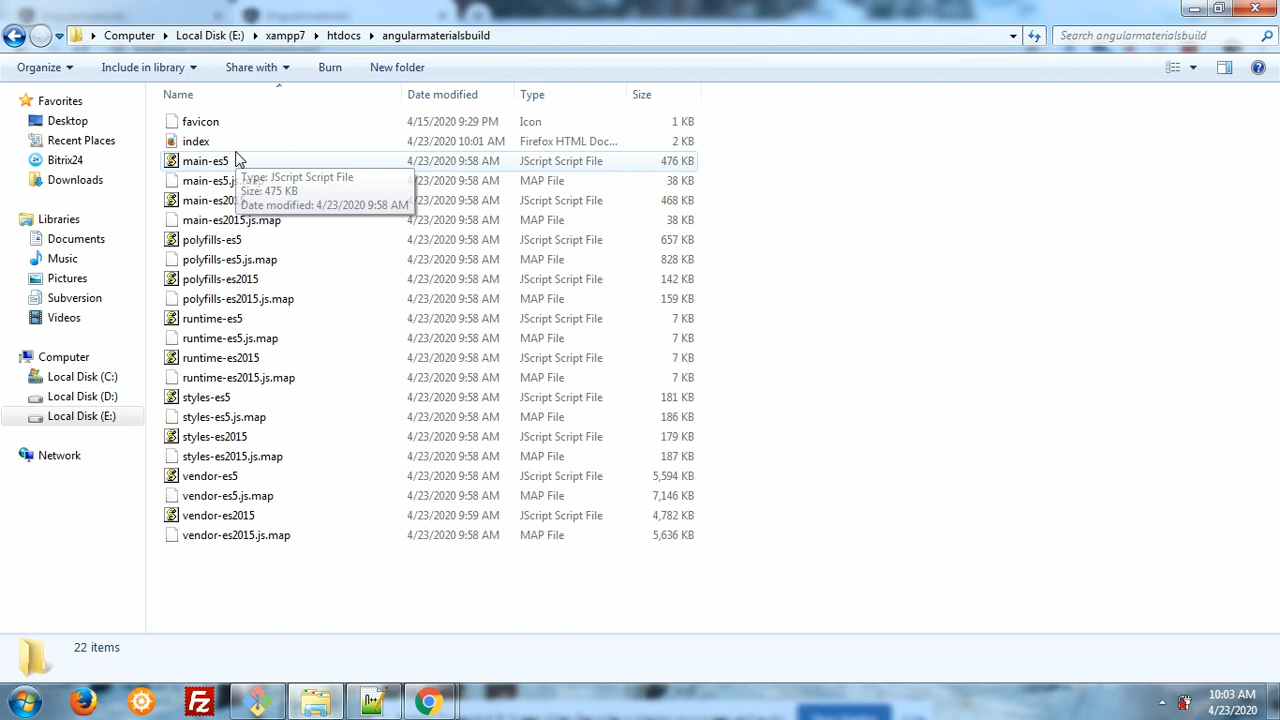 Computer ▸ Local Disk (E:) ▸ xampp7 ▸ htdocs ▸ angularmaterialsbuild
Search angularmaterialsbuild
Organize Include in library Share with Burn New folder
Favorites
Desktop
Recent Places
Bitrix24
Downloads
Libraries
Documents
Music
Pictures
Subversion
Videos
Computer
Local Disk (C:)
Local Disk (D:)
Local Disk (E:)
Network
Name Date modified Type Size
favicon 4/15/2020 9:29 PM Icon 1 KB
index 4/23/2020 10:01 AM Firefox HTML Doc... 2 KB
main-es5 4/23/2020 9:58 AM JScript Script File 476 KB
main-es5.js 4/23/2020 9:58 AM MAP File 38 KB
main-es20 4/23/2020 9:58 AM JScript Script File 468 KB
main-es2015.js.map 4/23/2020 9:58 AM MAP File 38 KB
polyfills-es5 4/23/2020 9:58 AM JScript Script File 657 KB
polyfills-es5.js.map 4/23/2020 9:58 AM MAP File 828 KB
polyfills-es2015 4/23/2020 9:58 AM JScript Script File 142 KB
polyfills-es2015.js.map 4/23/2020 9:58 AM MAP File 159 KB
runtime-es5 4/23/2020 9:58 AM JScript Script File 7 KB
runtime-es5.js.map 4/23/2020 9:58 AM MAP File 7 KB
runtime-es2015 4/23/2020 9:58 AM JScript Script File 7 KB
runtime-es2015.js.map 4/23/2020 9:58 AM MAP File 7 KB
styles-es5 4/23/2020 9:58 AM JScript Script File 181 KB
styles-es5.js.map 4/23/2020 9:58 AM MAP File 186 KB
styles-es2015 4/23/2020 9:58 AM JScript Script File 179 KB
styles-es2015.js.map 4/23/2020 9:58 AM MAP File 187 KB
vendor-es5 4/23/2020 9:58 AM JScript Script File 5,594 KB
vendor-es5.js.map 4/23/2020 9:58 AM MAP File 7,146 KB
vendor-es2015 4/23/2020 9:59 AM JScript Script File 4,782 KB
vendor-es2015.js.map 4/23/2020 9:58 AM MAP File 5,636 KB
Type: JScript Script File
Size: 475 KB
Date modified: 4/23/2020 9:58 AM
22 items
10:03 AM
4/23/2020